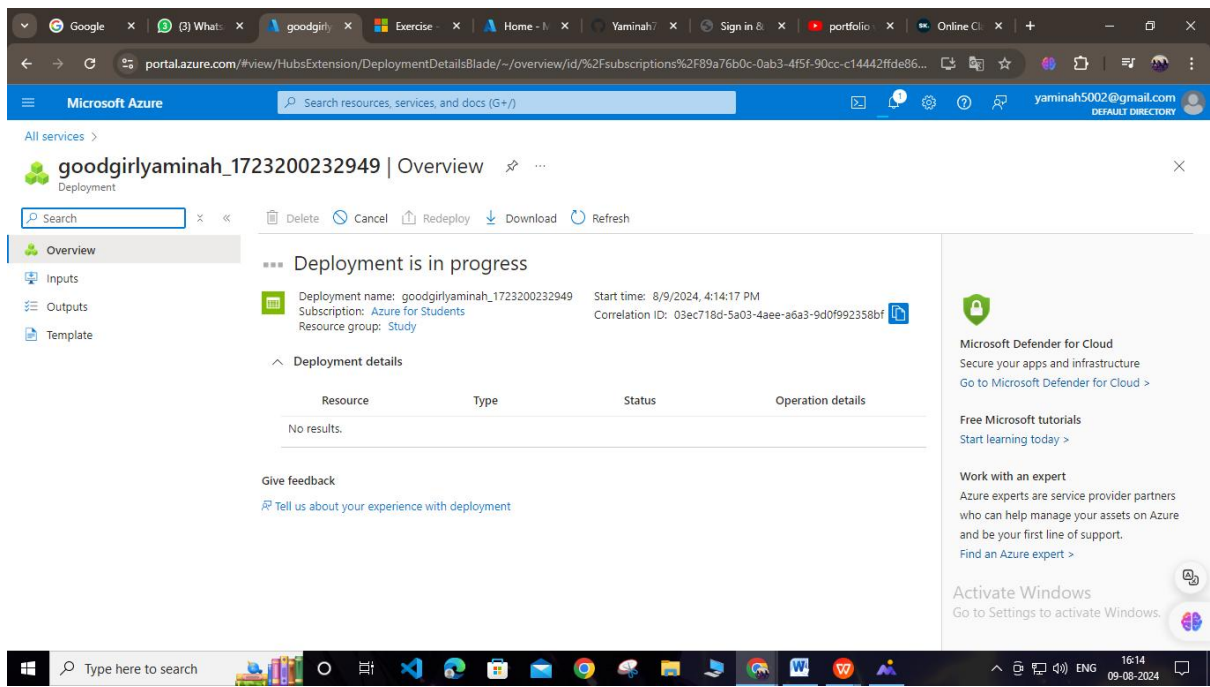 Google
(3) Whats
goodgirly
Exercise -
Home - M
Yaminah7
Sign in &
portfolio
Online Cl
portal.azure.com/#view/HubsExtension/DeploymentDetailsBlade/~/overview/id/%2Fsubscriptions%2F89a76b0c-0ab3-4f5f-90cc-c14442ffde86...
Microsoft Azure
Search resources, services, and docs (G+/)
1
yaminah5002@gmail.com
DEFAULT DIRECTORY
All services >
goodgirlyaminah_1723200232949 | Overview
Deployment
Search
Delete Cancel Redeploy Download Refresh
Overview
Inputs
Outputs
Template
Deployment is in progress
Deployment name: goodgirlyaminah_1723200232949
Subscription: Azure for Students
Resource group: Study
Start time: 8/9/2024, 4:14:17 PM
Correlation ID: 03ec718d-5a03-4aee-a6a3-9d0f992358bf
Deployment details
Resource Type Status Operation details
No results.
Give feedback
Tell us about your experience with deployment
Microsoft Defender for Cloud
Secure your apps and infrastructure
Go to Microsoft Defender for Cloud >
Free Microsoft tutorials
Start learning today >
Work with an expert
Azure experts are service provider partners
who can help manage your assets on Azure
and be your first line of support.
Find an Azure expert >
Activate Windows
Go to Settings to activate Windows.
Type here to search
ENG
16:14
09-08-2024